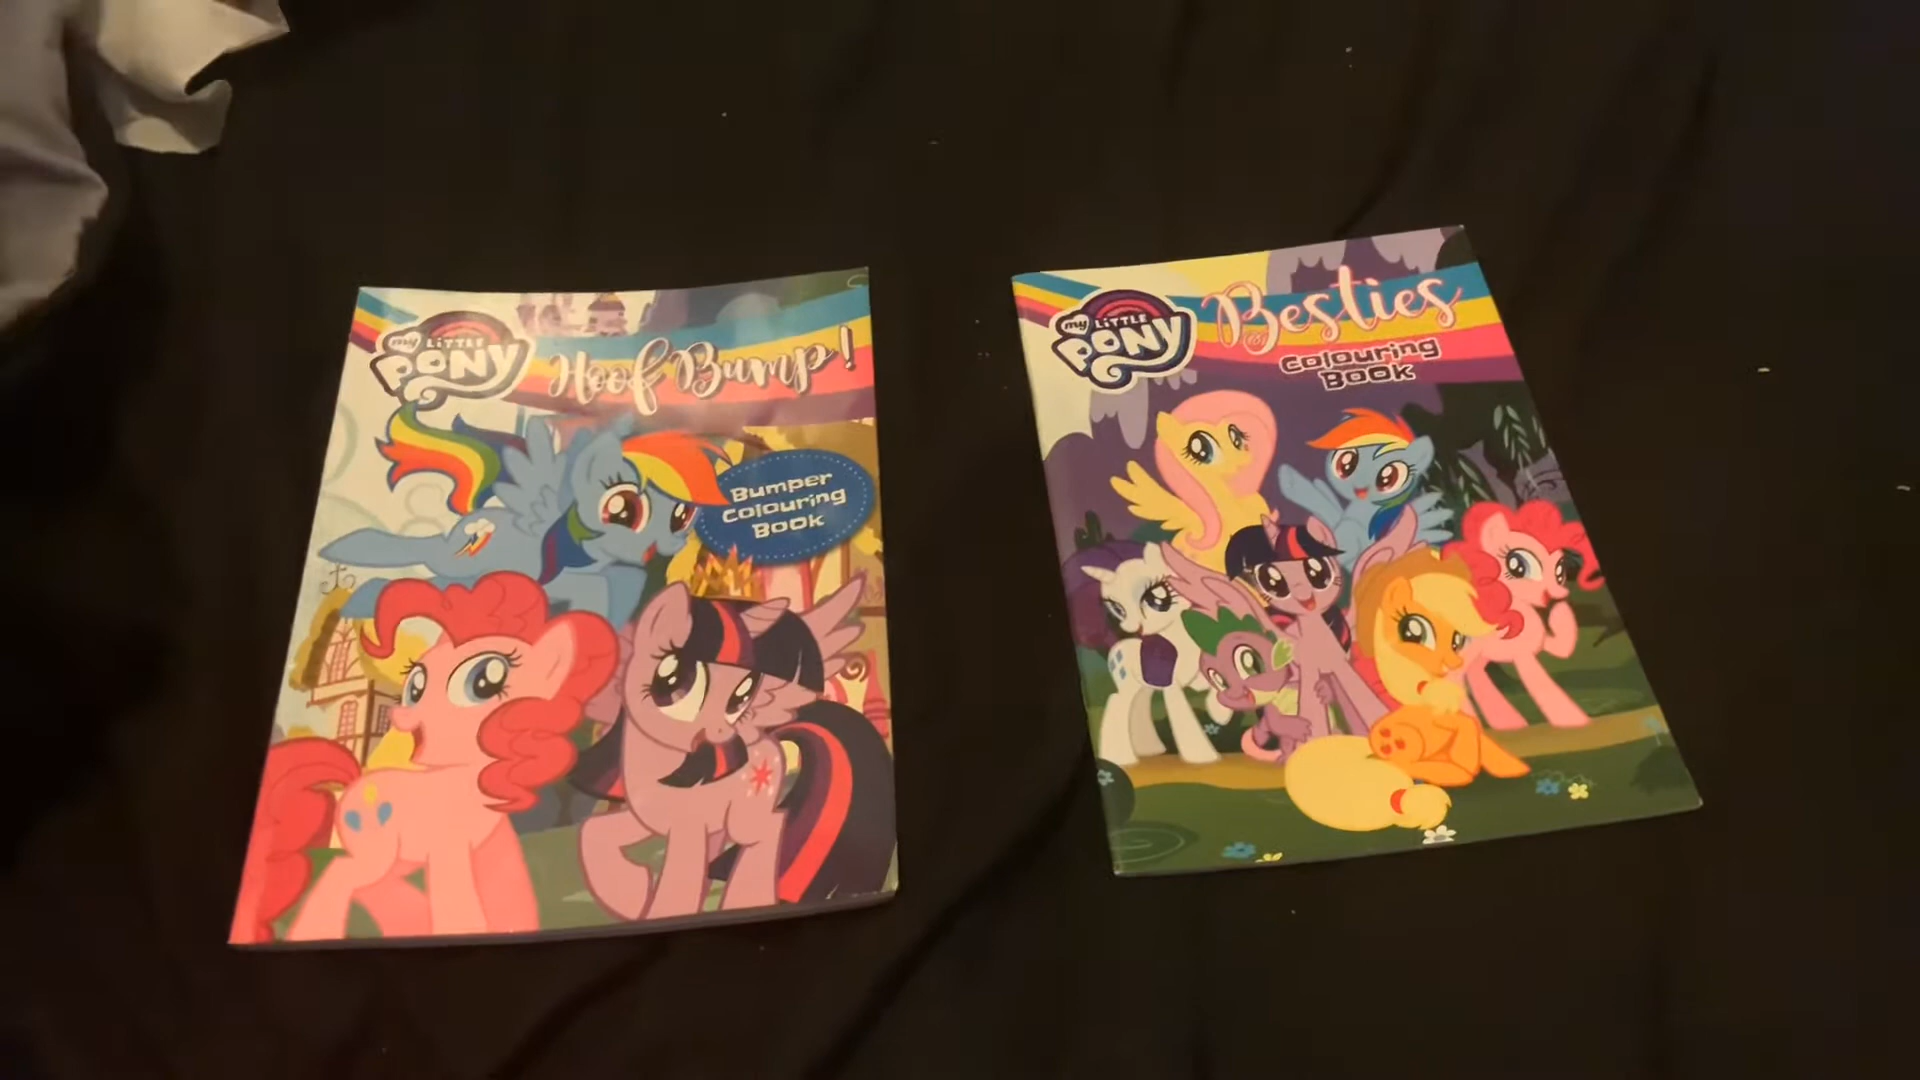 my LITTLE
PONY
Hoof Bump!
Bumper
Colouring
Book
my LITTLE
PONY
Besties
Colouring
Book